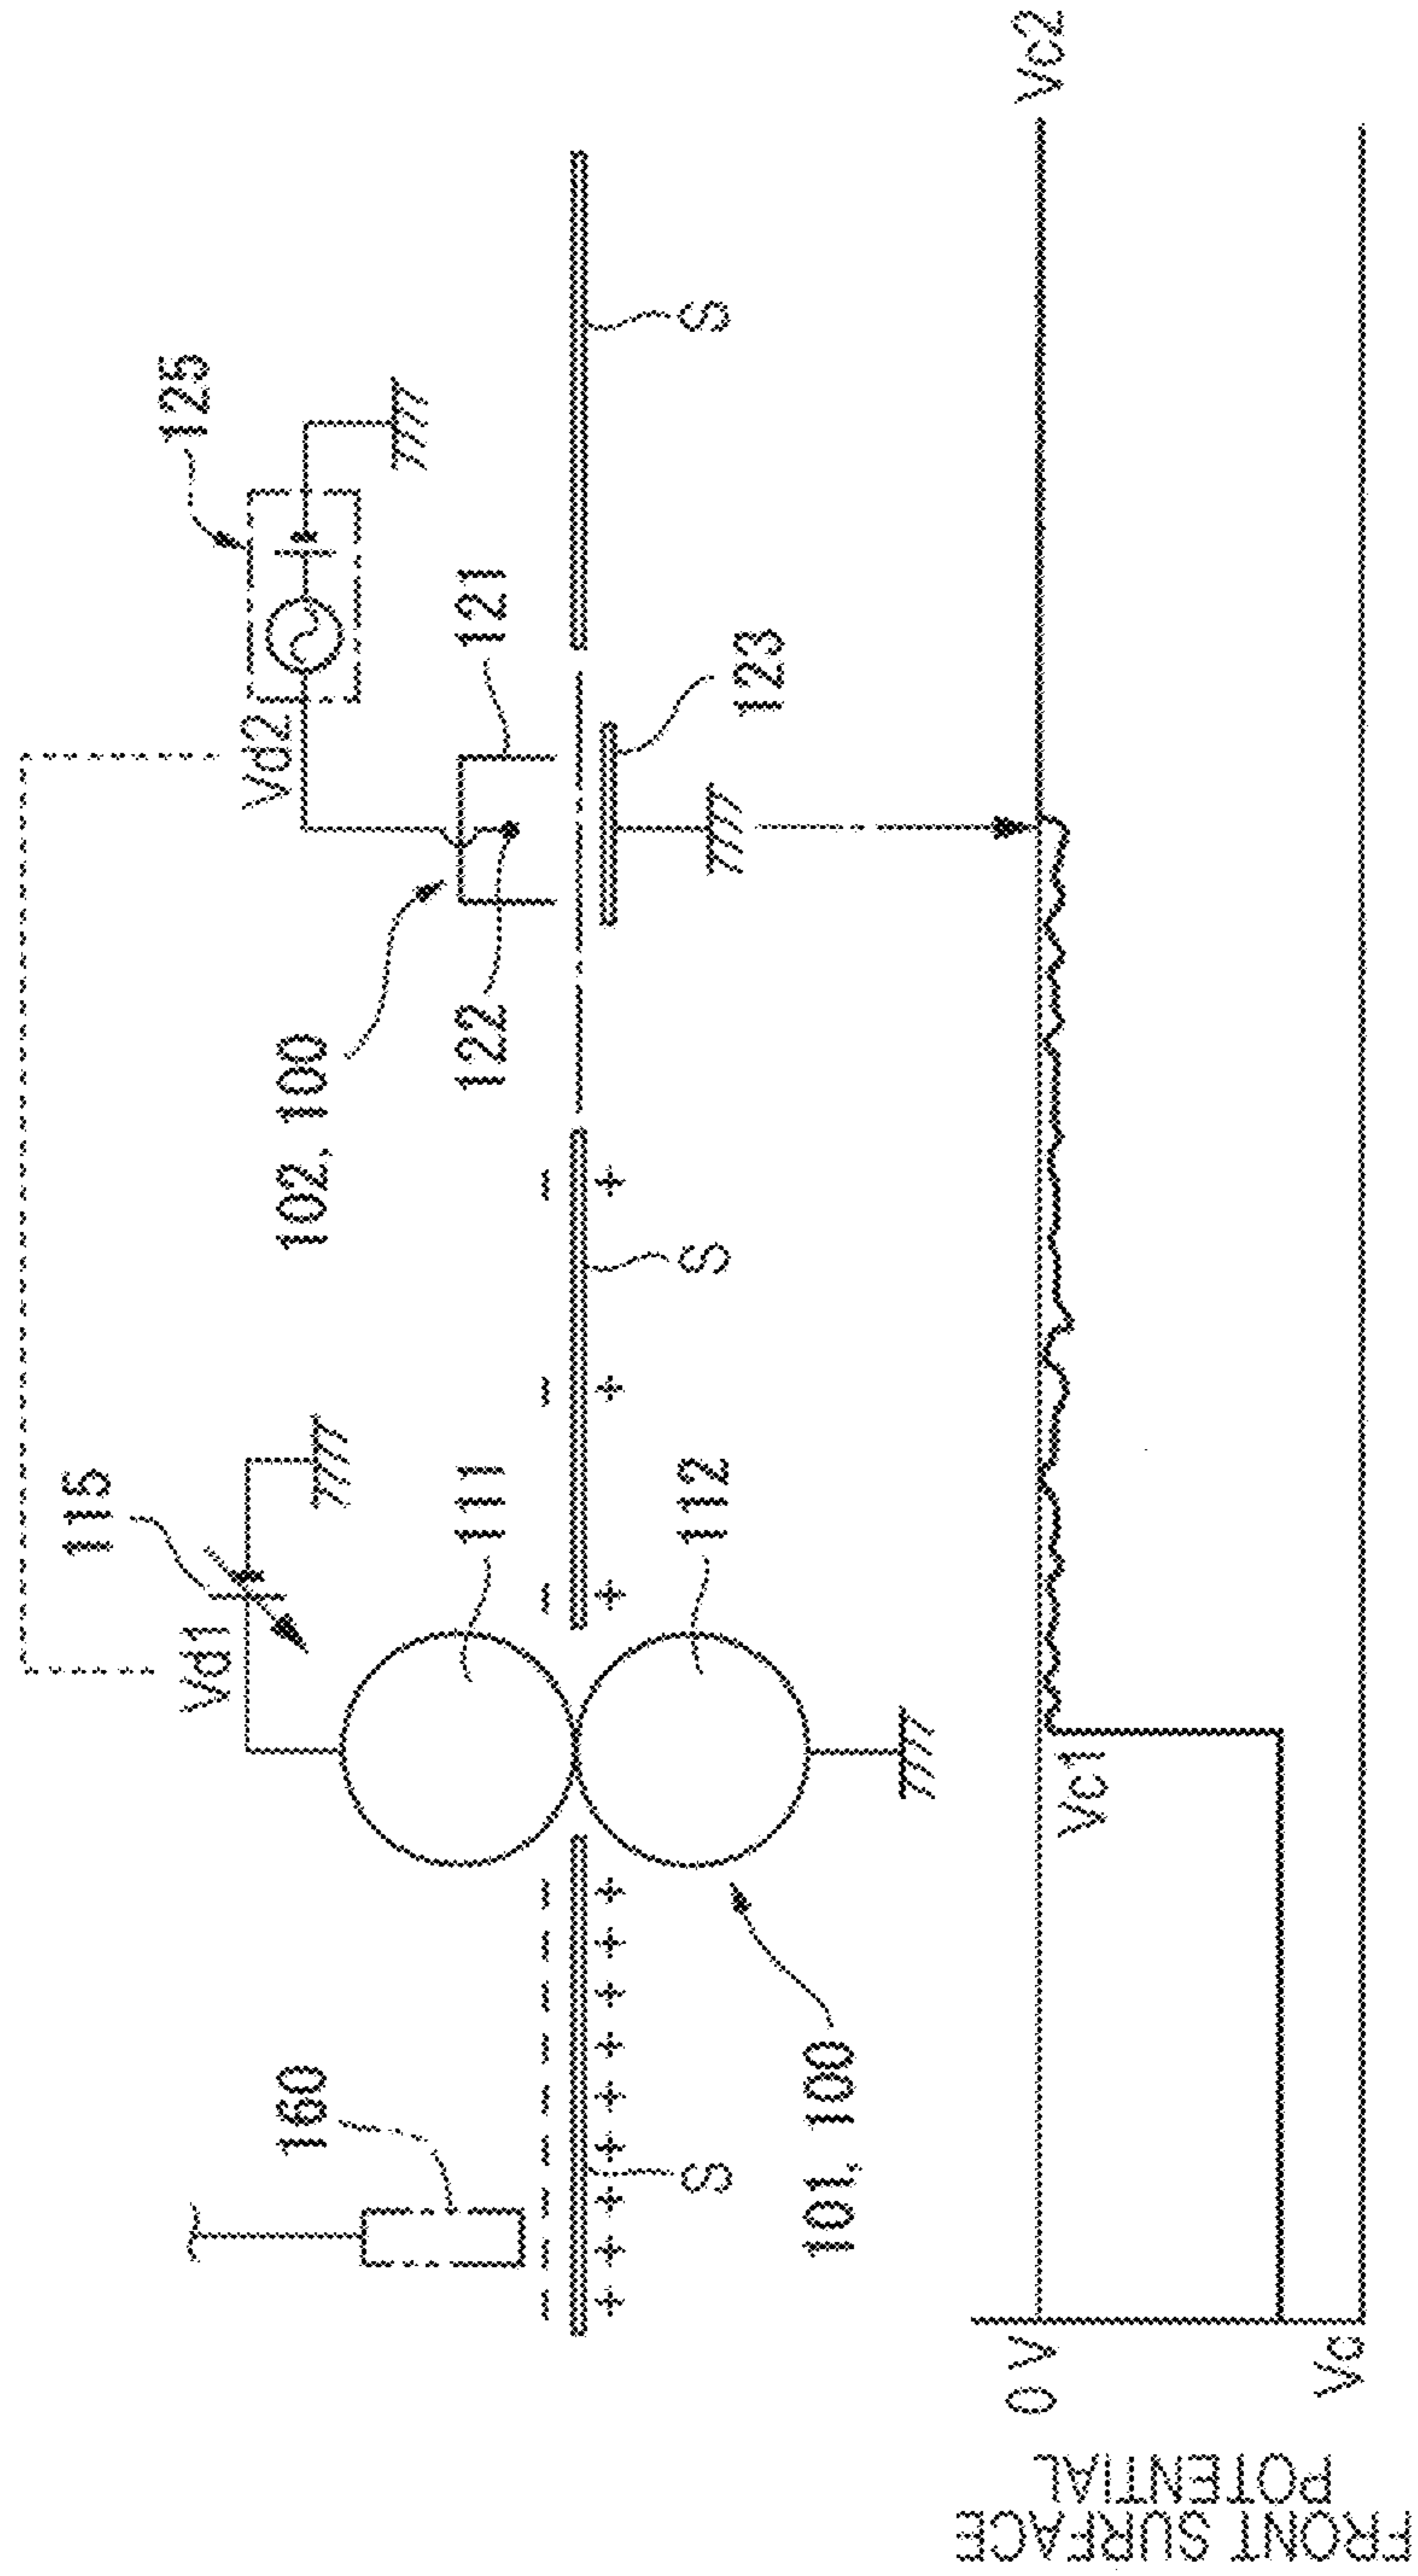 115
125
Vd1
Vd2
160
102, 100
111
122
121
S
S
S
112
123
101, 100
0 V
Vc2
Vc1
Vc
FRONT SURFACE
POTENTIAL